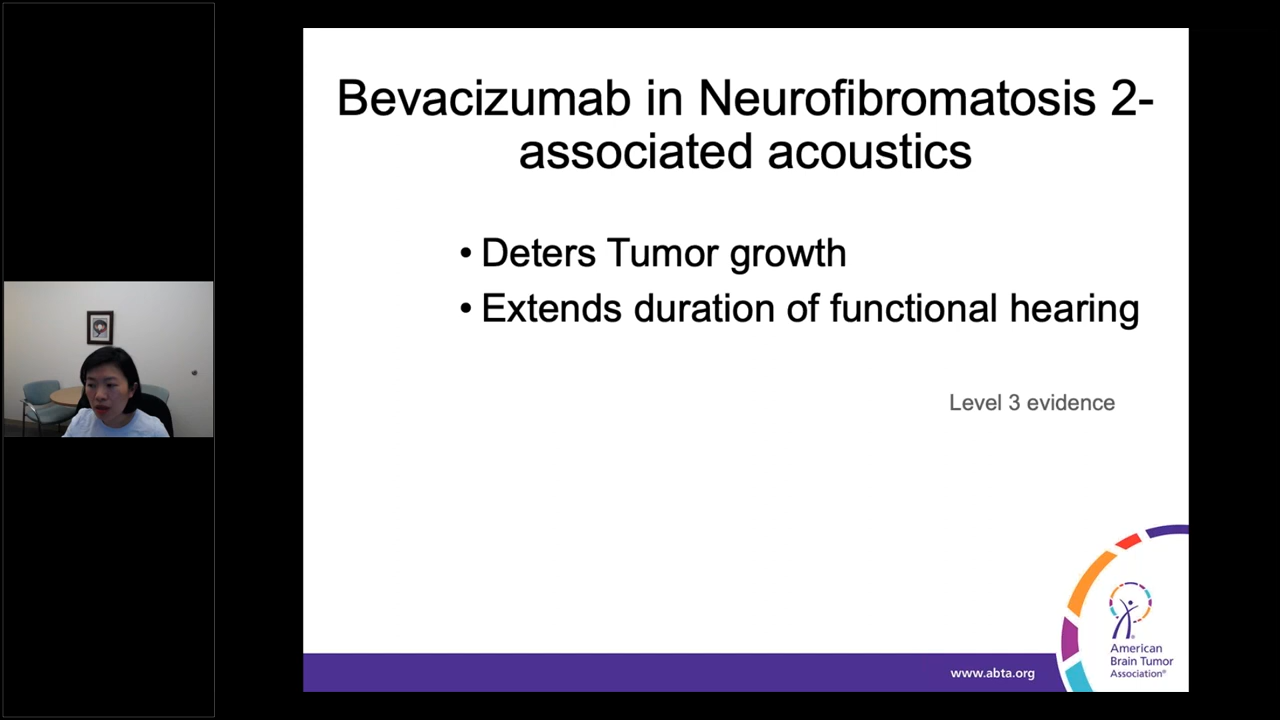 Bevacizumab in Neurofibromatosis 2-
associated acoustics
• Deters Tumor growth
• Extends duration of functional hearing
Level 3 evidence
American
Brain Tumor
Association®
www.abta.org